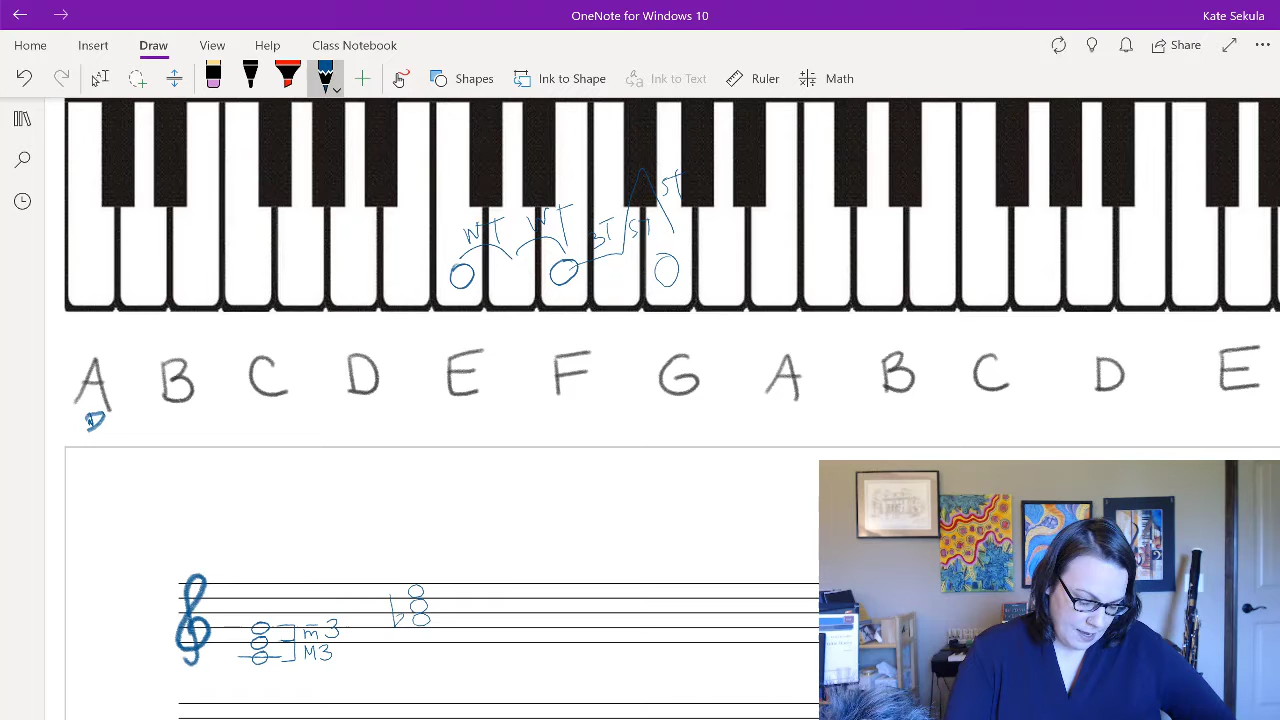 OneNote for Windows 10
Kate Sekula
Home Insert Draw View Help Class Notebook
Share
Shapes Ink to Shape Ink to Text Ruler Math
WT WT ST ST ST
A B C D E F G A B C D E
D
m3
M3